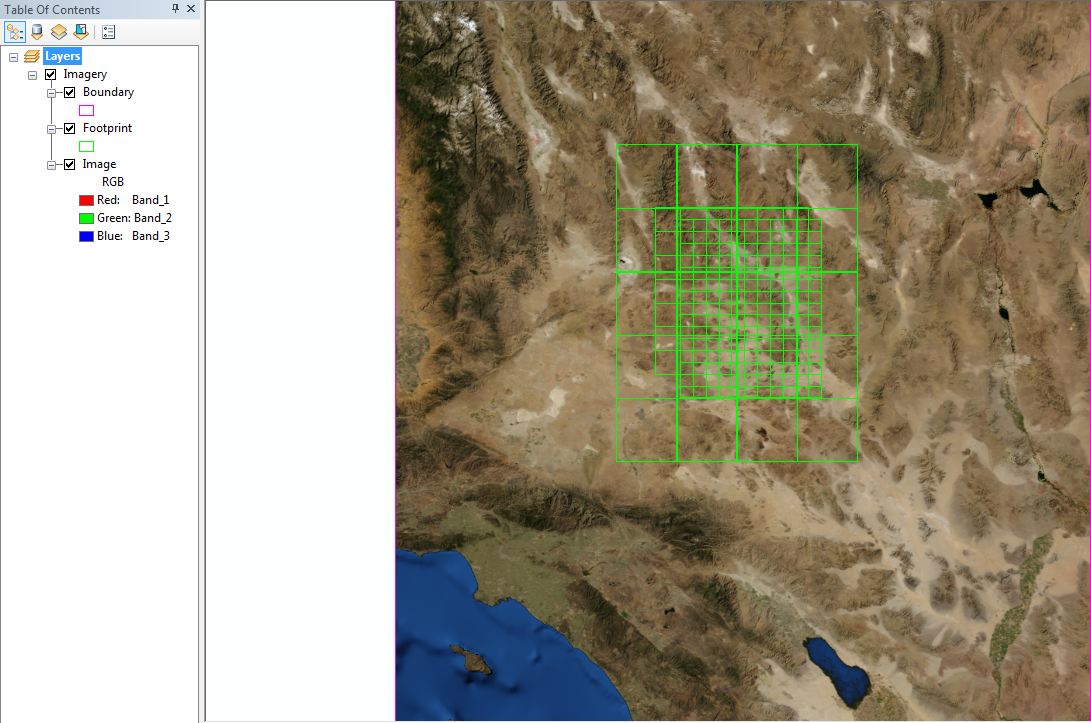 Table Of Contents
Layers
Imagery
Boundary
Footprint
Image
RGB
Red: Band_1
Green: Band_2
Blue: Band_3